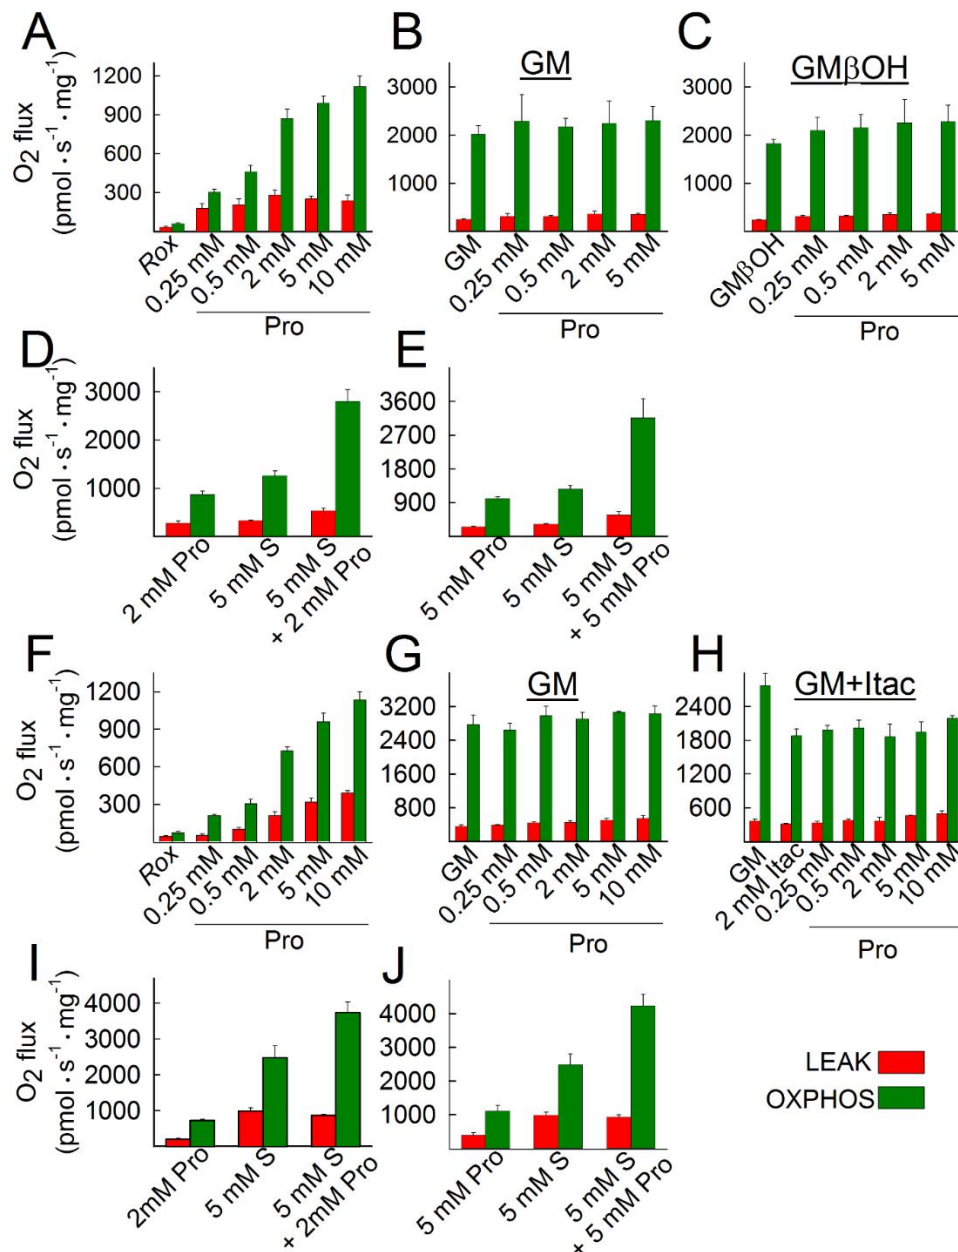 A
O2 flux
(pmol · s-1 · mg-1)
1200
900
600
300
Rox
0.25 mM
0.5 mM
2 mM
5 mM
10 mM
Pro
B
GM
3000
2000
1000
GM
0.25 mM
0.5 mM
2 mM
5 mM
Pro
C
GMβOH
3000
2000
1000
GMβOH
0.25 mM
0.5 mM
2 mM
5 mM
Pro
D
O2 flux
(pmol · s-1 · mg-1)
3000
2000
1000
2 mM Pro
5 mM S
5 mM S
+ 2 mM Pro
E
3600
2700
1800
900
5 mM Pro
5 mM S
5 mM S
+ 5 mM Pro
F
O2 flux
(pmol · s-1 · mg-1)
1200
900
600
300
Rox
0.25 mM
0.5 mM
2 mM
5 mM
10 mM
Pro
G
GM
3200
2400
1600
800
GM
0.25 mM
0.5 mM
2 mM
5 mM
10 mM
Pro
H
GM+Itac
2400
1800
1200
600
GM
2 mM Itac
0.25 mM
0.5 mM
2 mM
5 mM
10 mM
Pro
I
O2 flux
(pmol · s-1 · mg-1)
4000
3000
2000
1000
2mM Pro
5 mM S
5 mM S
+ 2mM Pro
J
4000
3000
2000
1000
5 mM Pro
5 mM S
5 mM S
+ 5 mM Pro
LEAK
OXPHOS